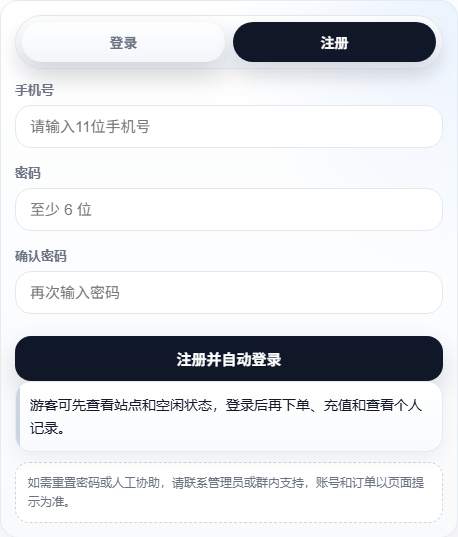 登录
注册
手机号
请输入11位手机号
密码
至少 6 位
确认密码
再次输入密码
注册并自动登录
游客可先查看站点和空闲状态，登录后再下单、充值和查看个人
记录。
如需重置密码或人工协助，请联系管理员或群内支持，账号和订单以页面提
示为准。